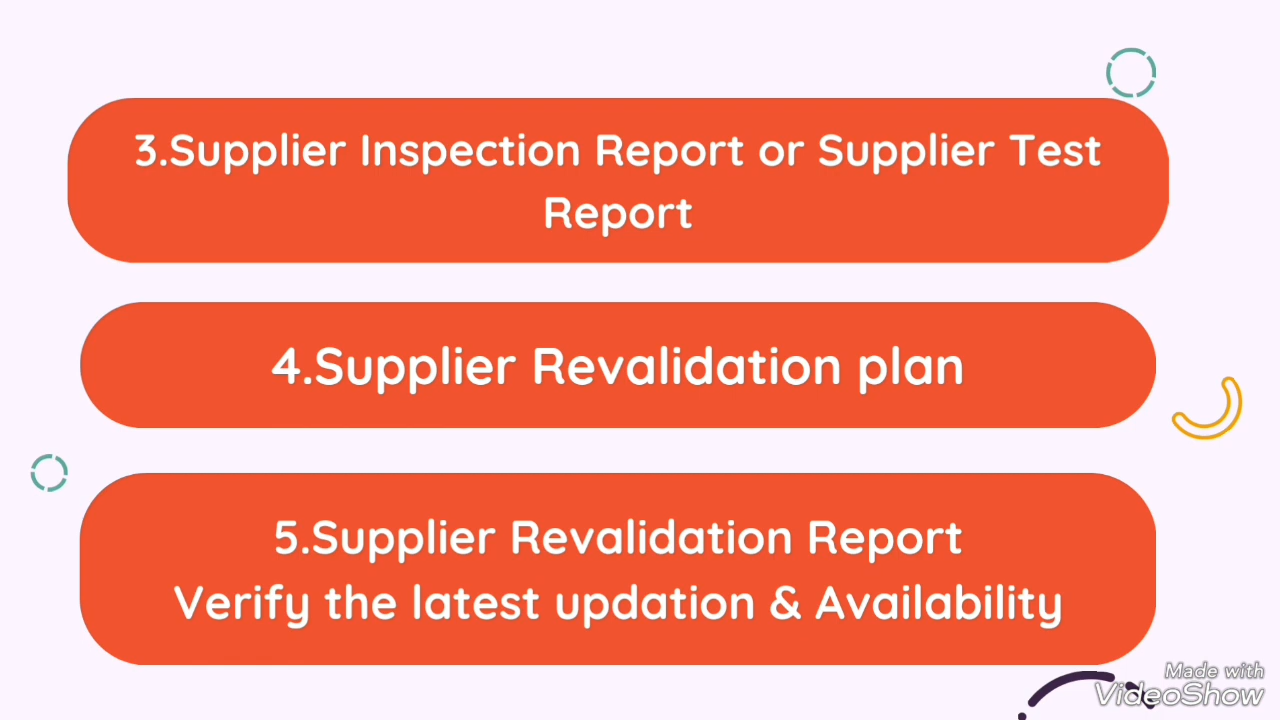 3.Supplier Inspection Report or Supplier Test
Report
4.Supplier Revalidation plan
5.Supplier Revalidation Report
Verify the latest updation & Availability
Made with
VideoShow